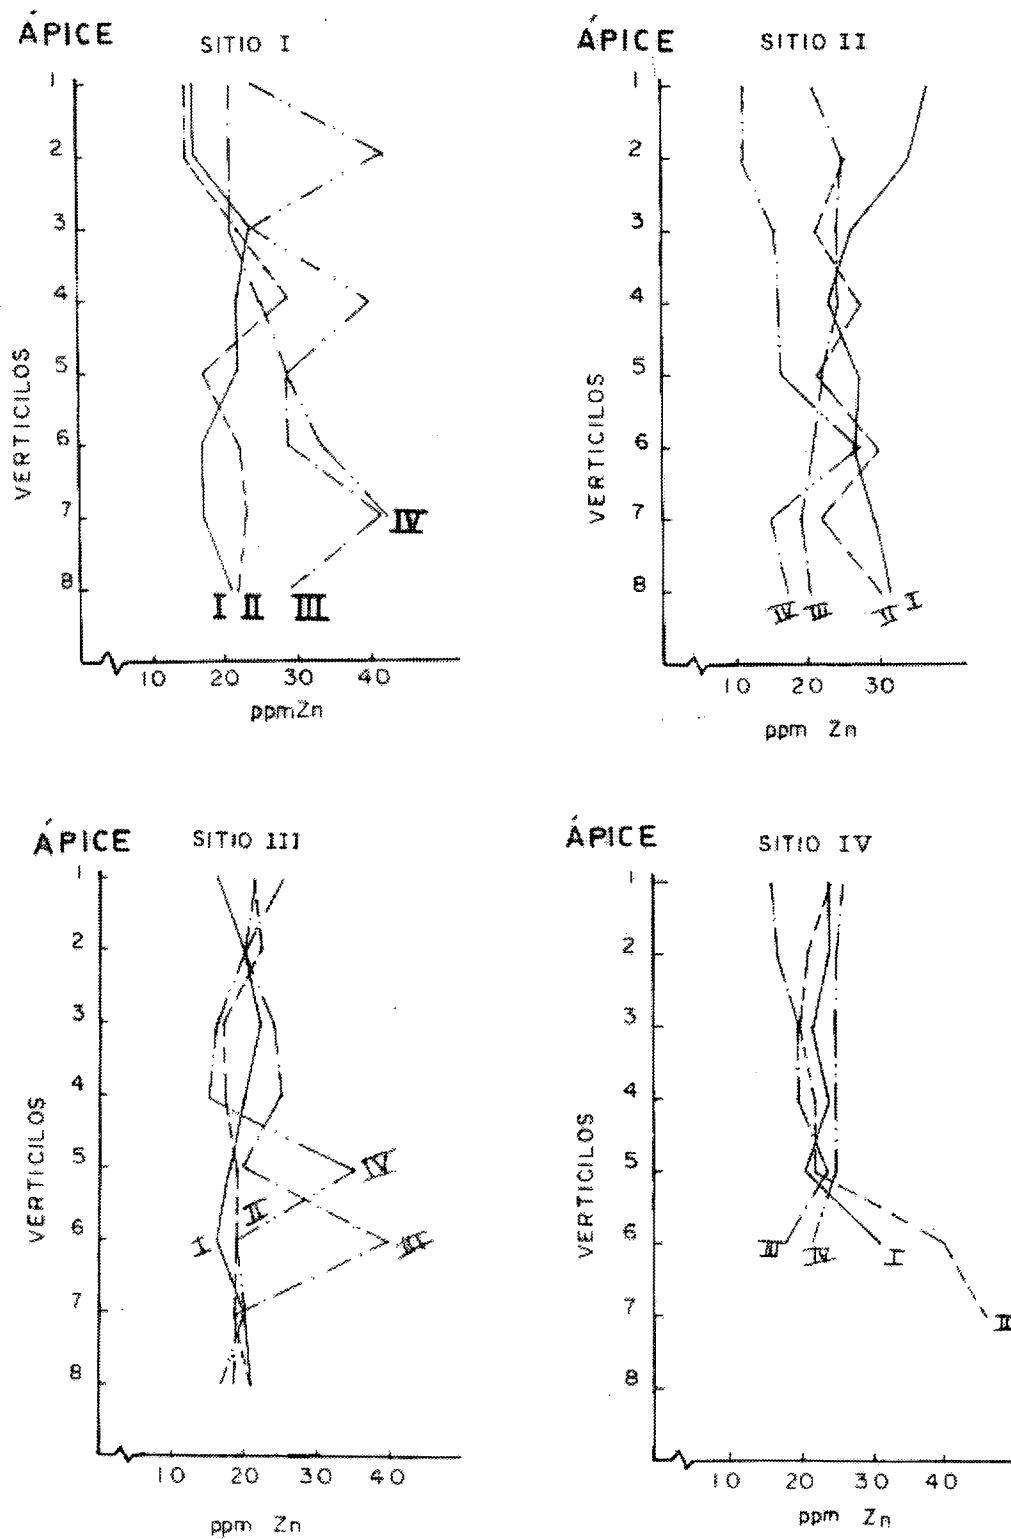 ÁPICE SITIO I
1
2
3
4
5
6
7
8
VERTICILOS
IV
I II III
10 20 30 40
ppmZn
ÁPICE SITIO II
1
2
3
4
5
6
7
8
VERTICILOS
IV III II I
10 20 30
ppm Zn
ÁPICE SITIO III
1
2
3
4
5
6
7
8
VERTICILOS
IV
II
I
10 20 30 40
ppm Zn
ÁPICE SITIO IV
1
2
3
4
5
6
7
8
VERTICILOS
III IV I
II
10 20 30 40
ppm Zn